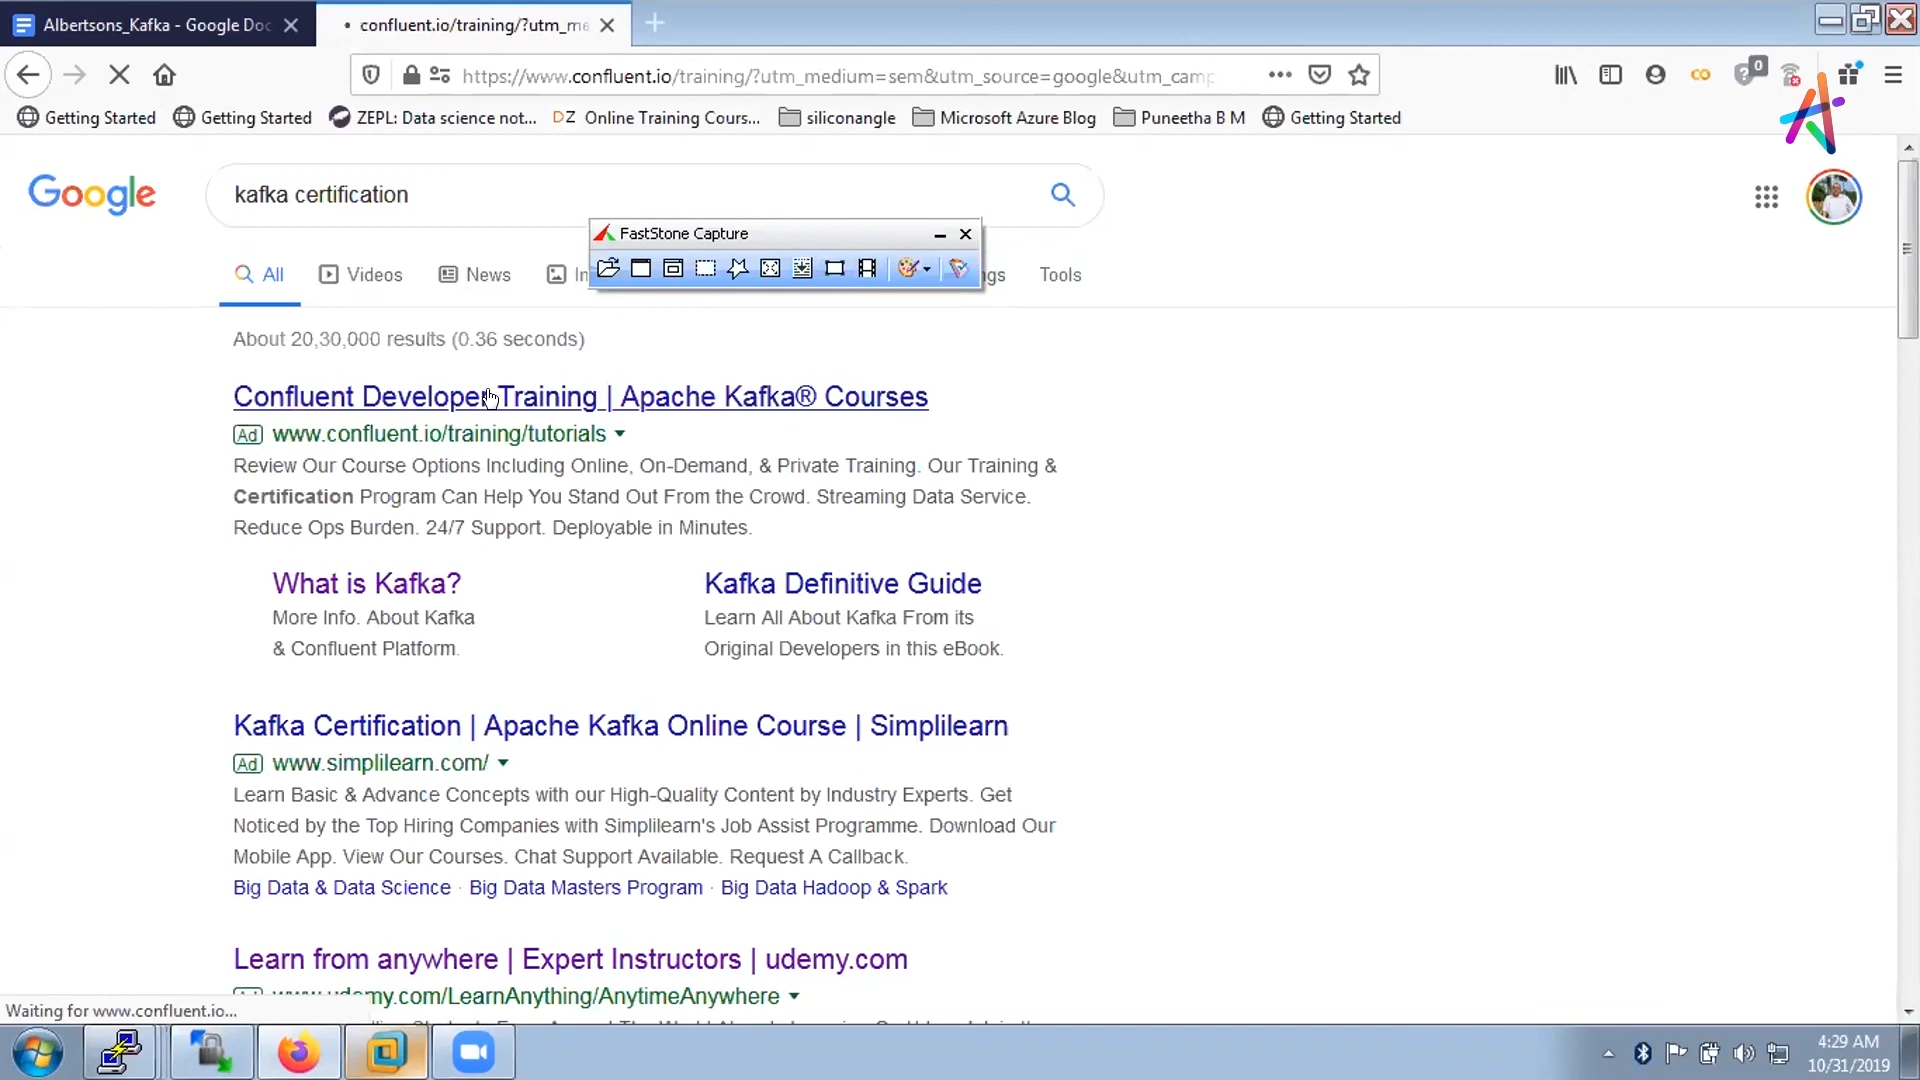 Albertsons_Kafka - Google Doc
confluent.io/training/?utm_me
https://www.confluent.io/training/?utm_medium=sem&utm_source=google&utm_camp
0
Getting Started
Getting Started
ZEPL: Data science not...
DZ Online Training Cours...
siliconangle
Microsoft Azure Blog
Puneetha B M
Getting Started
Google
kafka certification
FastStone Capture
All
Videos
News
Tools
About 20,30,000 results (0.36 seconds)
Confluent Developer Training | Apache Kafka® Courses
Ad www.confluent.io/training/tutorials
Review Our Course Options Including Online, On-Demand, & Private Training. Our Training &
Certification Program Can Help You Stand Out From the Crowd. Streaming Data Service.
Reduce Ops Burden. 24/7 Support. Deployable in Minutes.
What is Kafka?
More Info. About Kafka
& Confluent Platform.
Kafka Definitive Guide
Learn All About Kafka From its
Original Developers in this eBook.
Kafka Certification | Apache Kafka Online Course | Simplilearn
Ad www.simplilearn.com/
Learn Basic & Advance Concepts with our High-Quality Content by Industry Experts. Get
Noticed by the Top Hiring Companies with Simplilearn's Job Assist Programme. Download Our
Mobile App. View Our Courses. Chat Support Available. Request A Callback.
Big Data & Data Science · Big Data Masters Program · Big Data Hadoop & Spark
Learn from anywhere | Expert Instructors | udemy.com
www.udemy.com/LearnAnything/AnytimeAnywhere
Waiting for www.confluent.io...
4:29 AM
10/31/2019